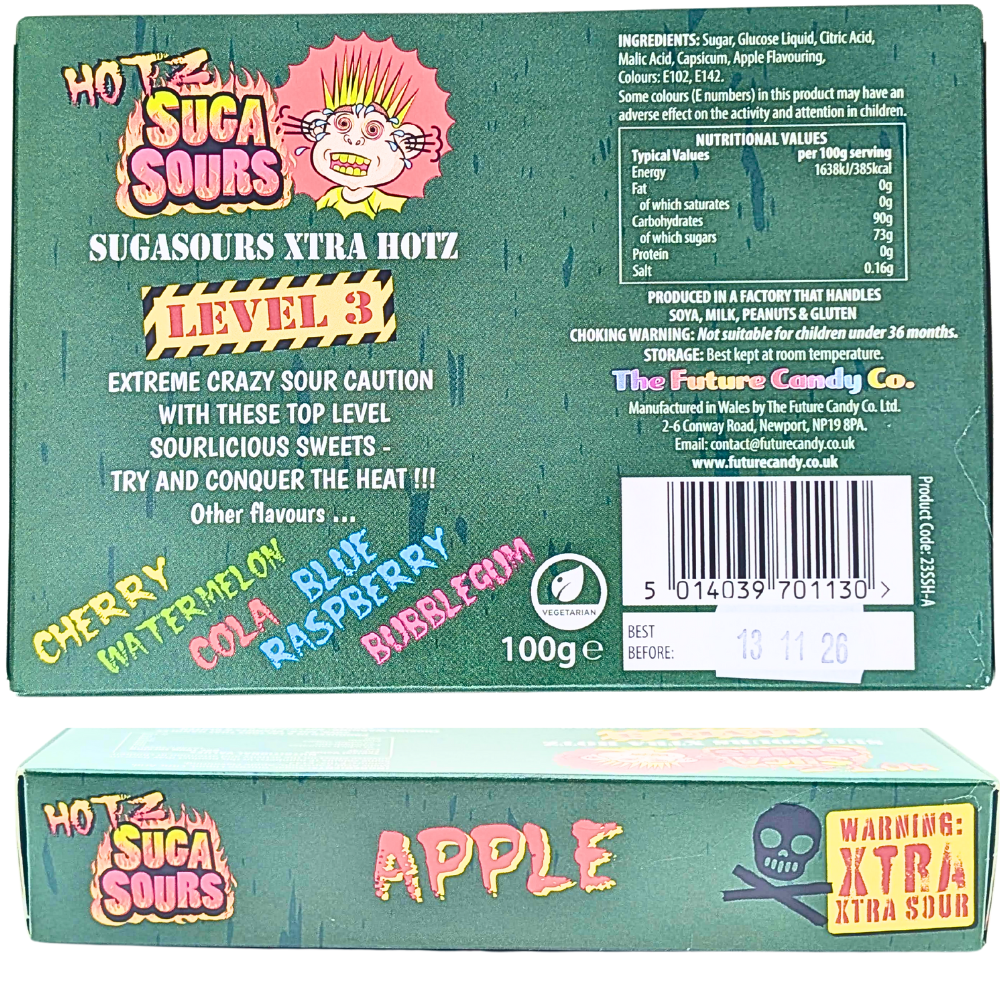 HOTZ
SUGA
SOURS
SUGASOURS XTRA HOTZ
LEVEL 3
EXTREME CRAZY SOUR CAUTION
WITH THESE TOP LEVEL
SOURLICIOUS SWEETS -
TRY AND CONQUER THE HEAT !!!
Other flavours ...
CHERRY
WATERMELON
COLA
BLUE
RASPBERRY
BUBBLEGUM
VEGETARIAN
100g e
INGREDIENTS: Sugar, Glucose Liquid, Citric Acid,
Malic Acid, Capsicum, Apple Flavouring,
Colours: E102, E142.
Some colours (E numbers) in this product may have an
adverse effect on the activity and attention in children.
NUTRITIONAL VALUES
Typical Values per 100g serving
Energy 1638kJ/385kcal
Fat 0g
of which saturates 0g
Carbohydrates 90g
of which sugars 73g
Protein 0g
Salt 0.16g
PRODUCED IN A FACTORY THAT HANDLES
SOYA, MILK, PEANUTS & GLUTEN
CHOKING WARNING: Not suitable for children under 36 months.
STORAGE: Best kept at room temperature.
The Future Candy Co.
Manufactured in Wales by The Future Candy Co. Ltd.
2-6 Conway Road, Newport, NP19 8PA.
Email: contact@futurecandy.co.uk
www.futurecandy.co.uk
5 014039 701130 >
Product Code: 23SSH-A
BEST
BEFORE: 13 11 26
HOTZ
SUGA
SOURS
APPLE
WARNING:
XTRA
XTRA SOUR